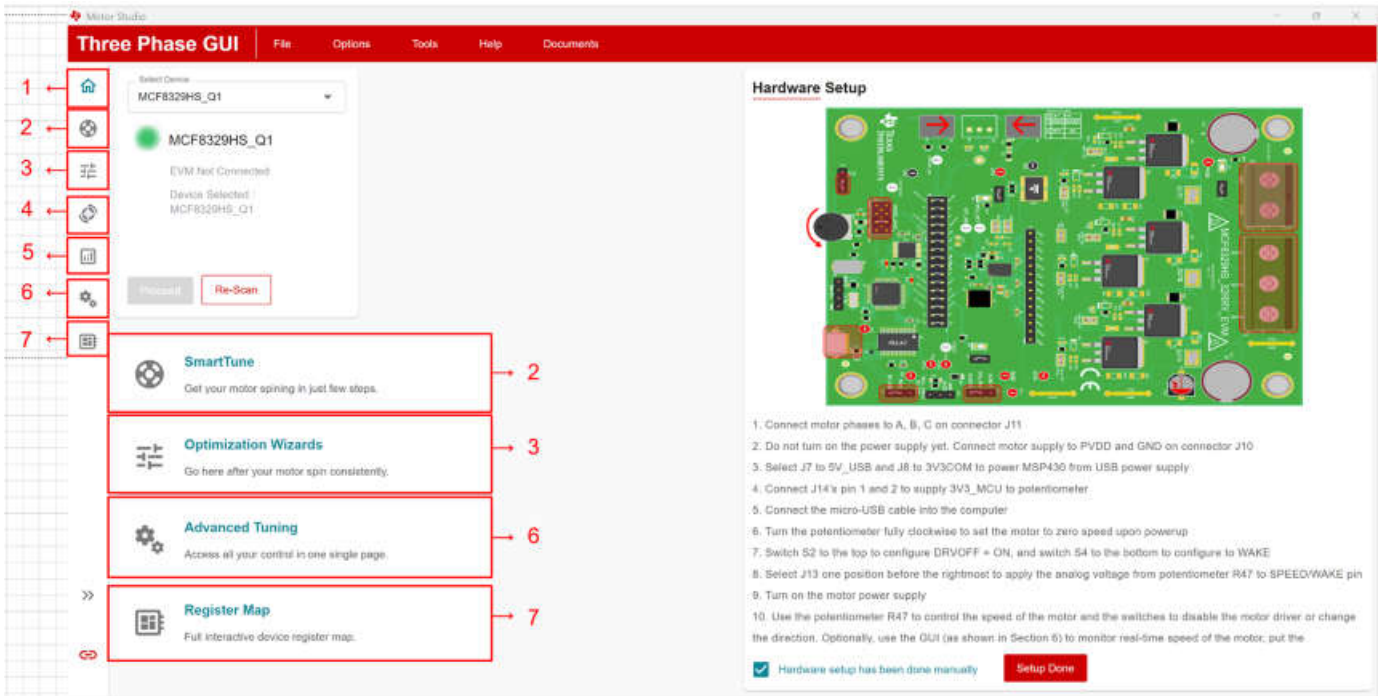 Motor Studio
Three Phase GUI
File
Options
Tools
Help
Documents
1
2
3
4
5
6
7
Select Device
MCF8329HS_Q1
MCF8329HS_Q1
EVM Not Connected
Device Selected :
MCF8329HS_Q1
Proceed
Re-Scan
SmartTune
Get your motor spining in just few steps.
2
Optimization Wizards
Go here after your motor spin consistently.
3
Advanced Tuning
Access all your control in one single page.
6
Register Map
Full interactive device register map.
7
Hardware Setup
Texas
Instruments
1. Connect motor phases to A, B, C on connector J11
2. Do not turn on the power supply yet. Connect motor supply to PVDD and GND on connector J10
3. Select J7 to 5V_USB and J8 to 3V3COM to power MSP430 from USB power supply
4. Connect J14's pin 1 and 2 to supply 3V3_MCU to potentiometer
5. Connect the micro-USB cable into the computer
6. Turn the potentiometer fully clockwise to set the motor to zero speed upon powerup
7. Switch S2 to the top to configure DRVOFF = ON, and switch S4 to the bottom to configure to WAKE
8. Select J13 one position before the rightmost to apply the analog voltage from potentiometer R47 to SPEED/WAKE pin
9. Turn on the motor power supply
10. Use the potentiometer R47 to control the speed of the motor and the switches to disable the motor driver or change
the direction. Optionally, use the GUI (as shown in Section 6) to monitor real-time speed of the motor, put the
Hardware setup has been done manually
Setup Done